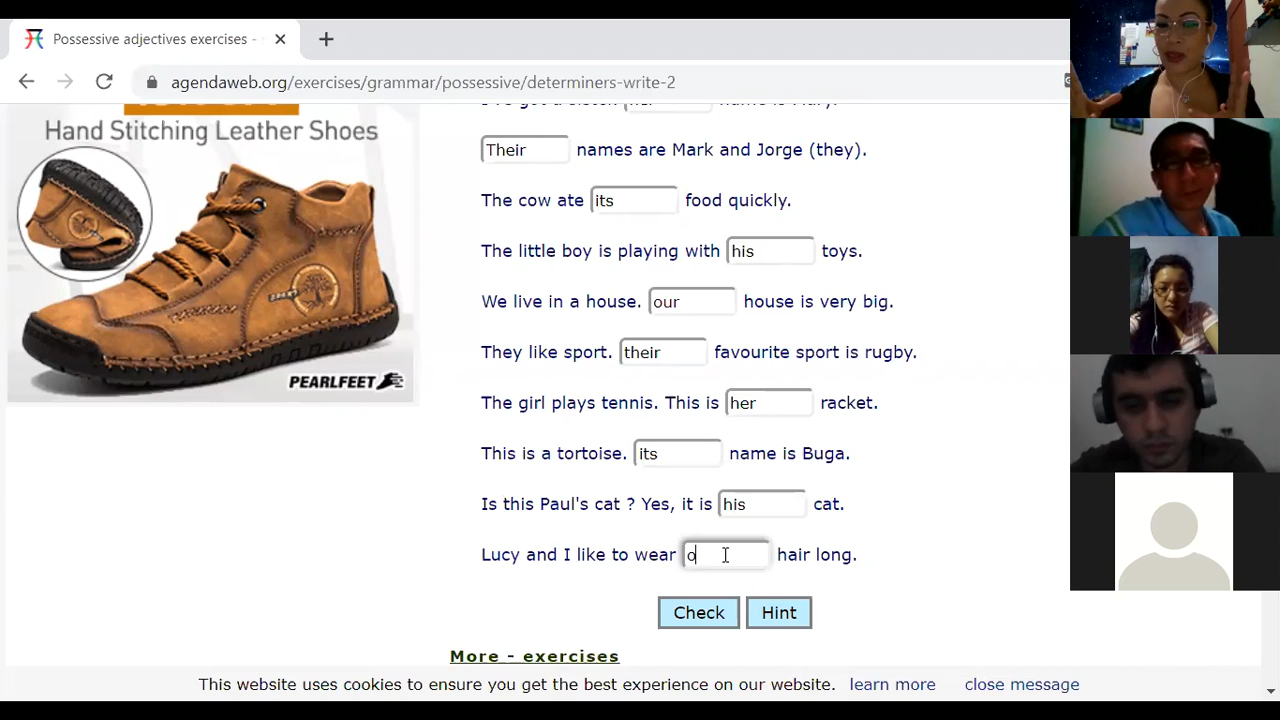 Possessive adjectives exercises -
agendaweb.org/exercises/grammar/possessive/determiners-write-2
Hand Stitching Leather Shoes
PEARLFEET
name is Mary.
Their names are Mark and Jorge (they).
The cow ate its food quickly.
The little boy is playing with his toys.
We live in a house. our house is very big.
They like sport. their favourite sport is rugby.
The girl plays tennis. This is her racket.
This is a tortoise. its name is Buga.
Is this Paul's cat ? Yes, it is his cat.
Lucy and I like to wear o hair long.
Check Hint
More - exercises
This website uses cookies to ensure you get the best experience on our website. learn more close message